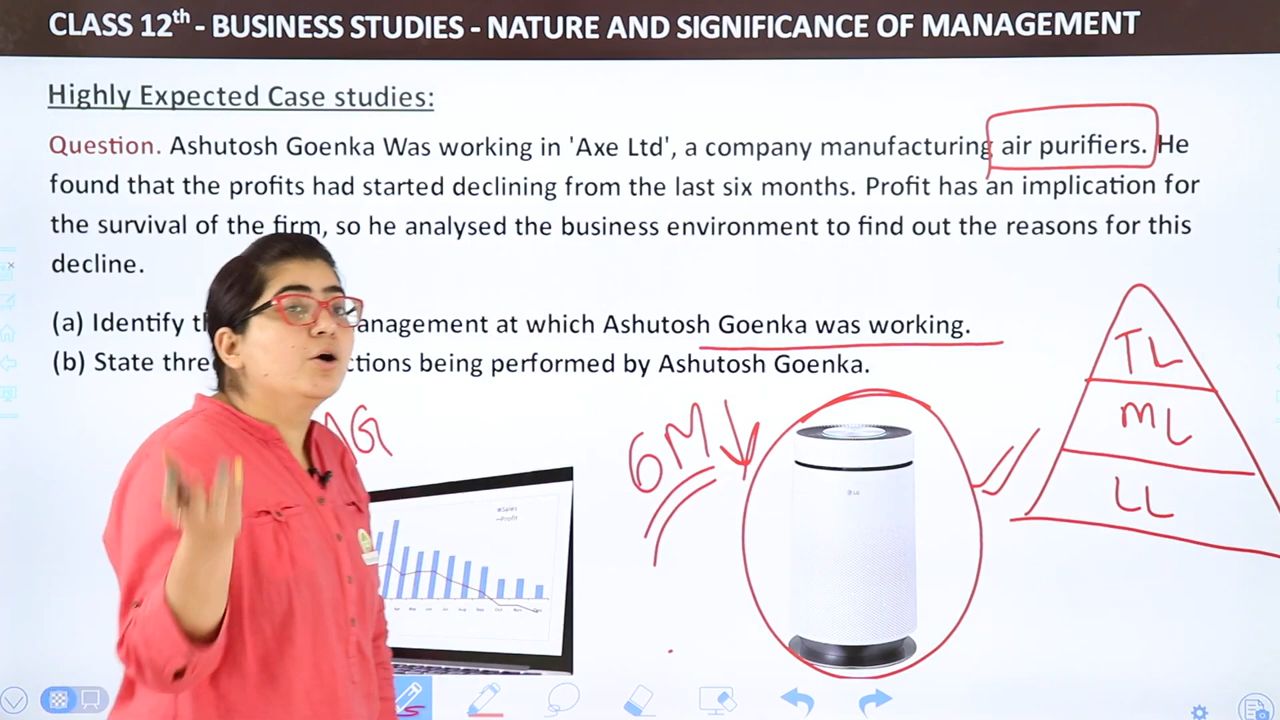 CLASS 12th - BUSINESS STUDIES - NATURE AND SIGNIFICANCE OF MANAGEMENT
Highly Expected Case studies:
Question. Ashutosh Goenka Was working in 'Axe Ltd', a company manufacturing air purifiers. He
found that the profits had started declining from the last six months. Profit has an implication for
the survival of the firm, so he analysed the business environment to find out the reasons for this
decline.
(a) Identify anagement at which Ashutosh Goenka was working.
(b) State being performed by Ashutosh Goenka.
TL
ML
LL
AG
6M
LG
Sales
Profit